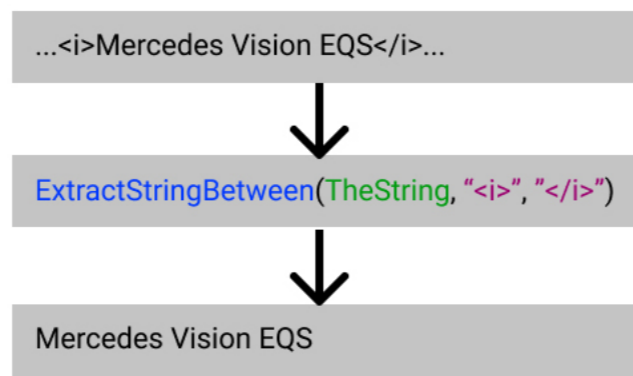 ...<i>Mercedes Vision EQS</i>...
ExtractStringBetween(TheString, “<i>”, ”</i>”)
Mercedes Vision EQS